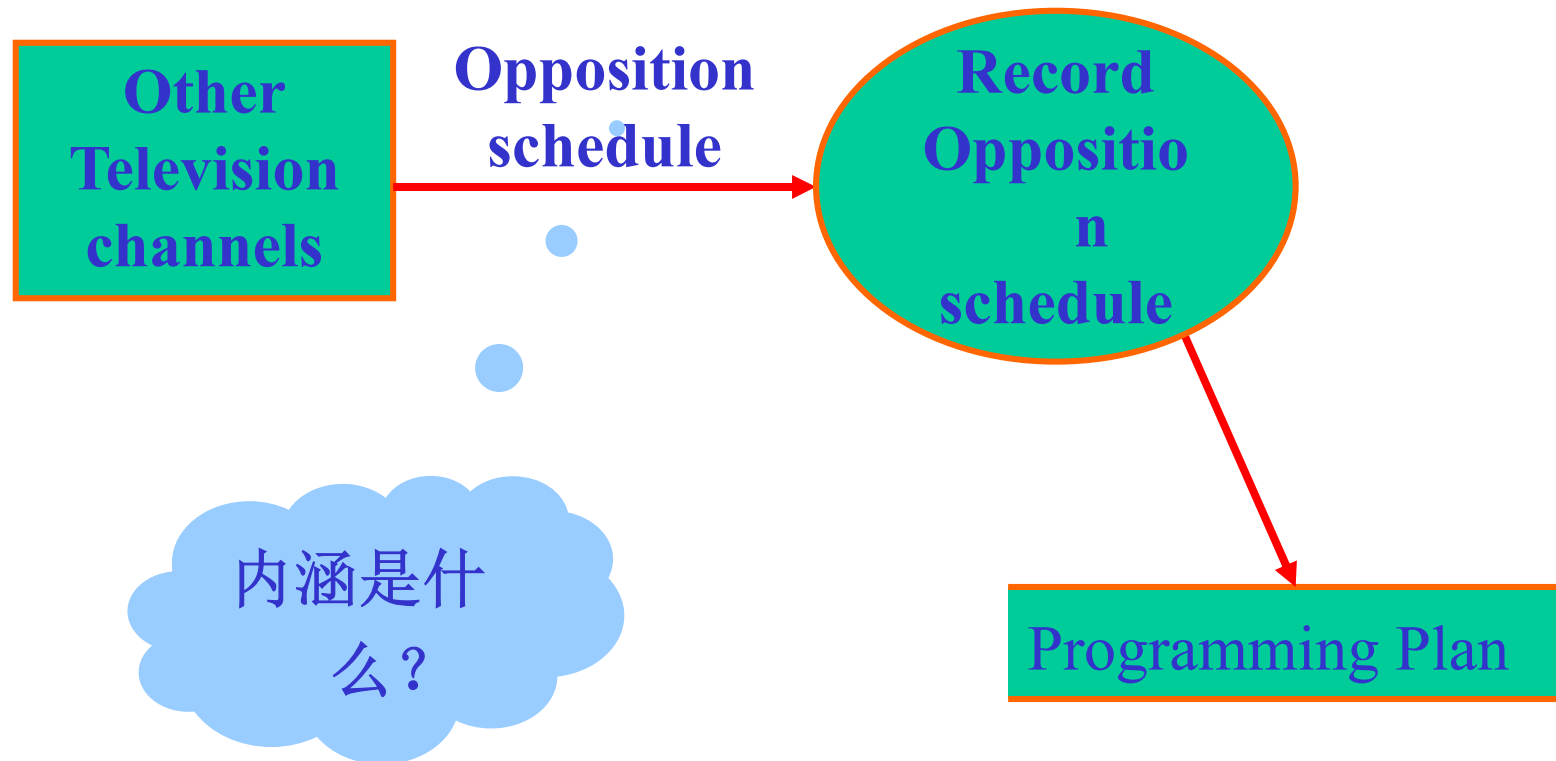 Other
Television
channels
Opposition
schedule
Record
Oppositio
n
schedule
内涵是什
么？
Programming Plan